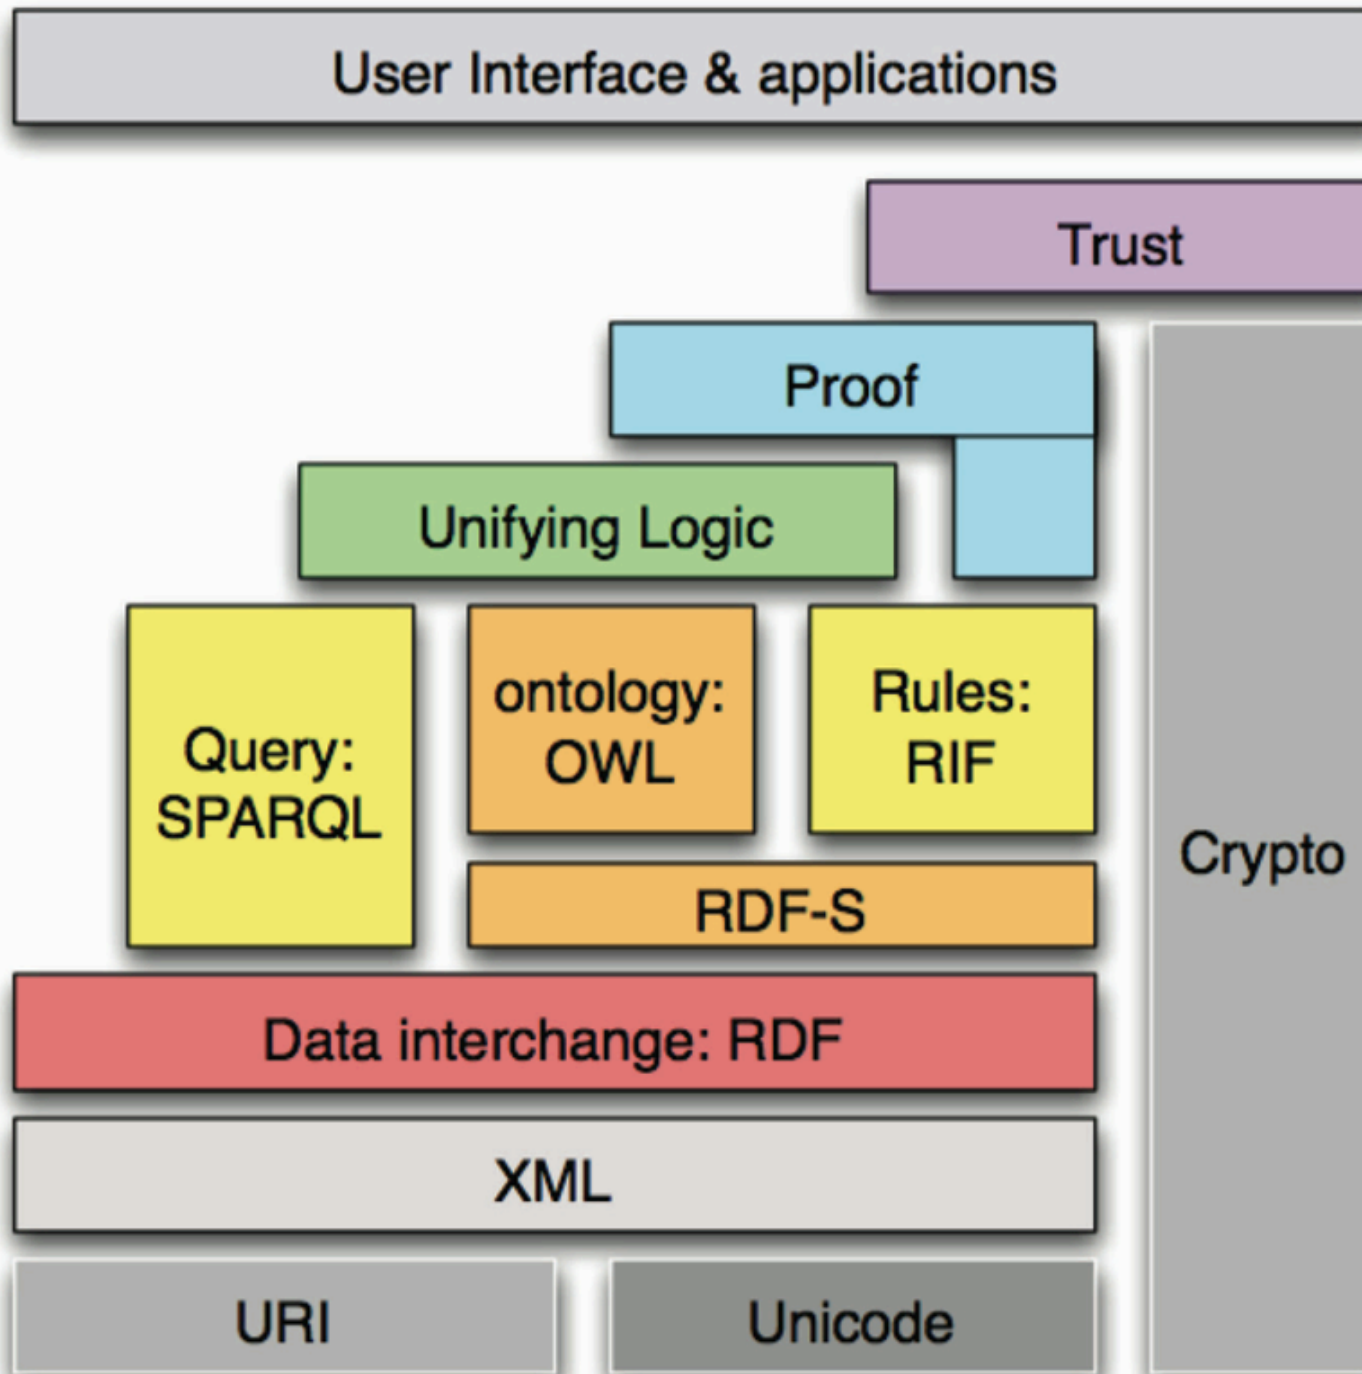 User Interface & applications
Trust
Proof
Unifying Logic
Query:
SPARQL
ontology:
OWL
Rules:
RIF
Crypto
RDF-S
Data interchange: RDF
XML
URI
Unicode